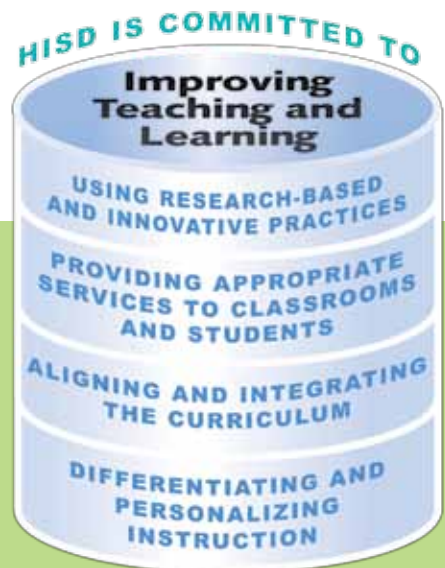 HISD IS COMMITTED TO
Improving
Teaching and
Learning
USING RESEARCH-BASED
AND INNOVATIVE PRACTICES
PROVIDING APPROPRIATE
SERVICES TO CLASSROOMS
AND STUDENTS
ALIGNING AND INTEGRATING
THE CURRICULUM
DIFFERENTIATING AND
PERSONALIZING
INSTRUCTION